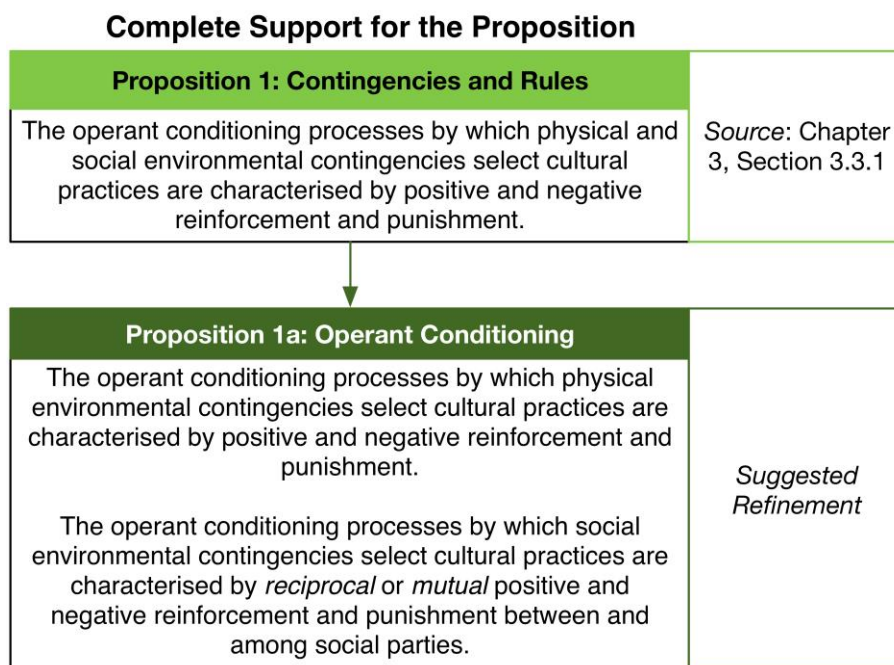 Complete Support for the Proposition
Proposition 1: Contingencies and Rules
The operant conditioning processes by which physical and
social environmental contingencies select cultural
practices are characterised by positive and negative
reinforcement and punishment.
Source: Chapter
3, Section 3.3.1
Proposition 1a: Operant Conditioning
The operant conditioning processes by which physical
environmental contingencies select cultural practices are
characterised by positive and negative reinforcement and
punishment.
The operant conditioning processes by which social
environmental contingencies select cultural practices are
characterised by reciprocal or mutual positive and
negative reinforcement and punishment between and
among social parties.
Suggested
Refinement